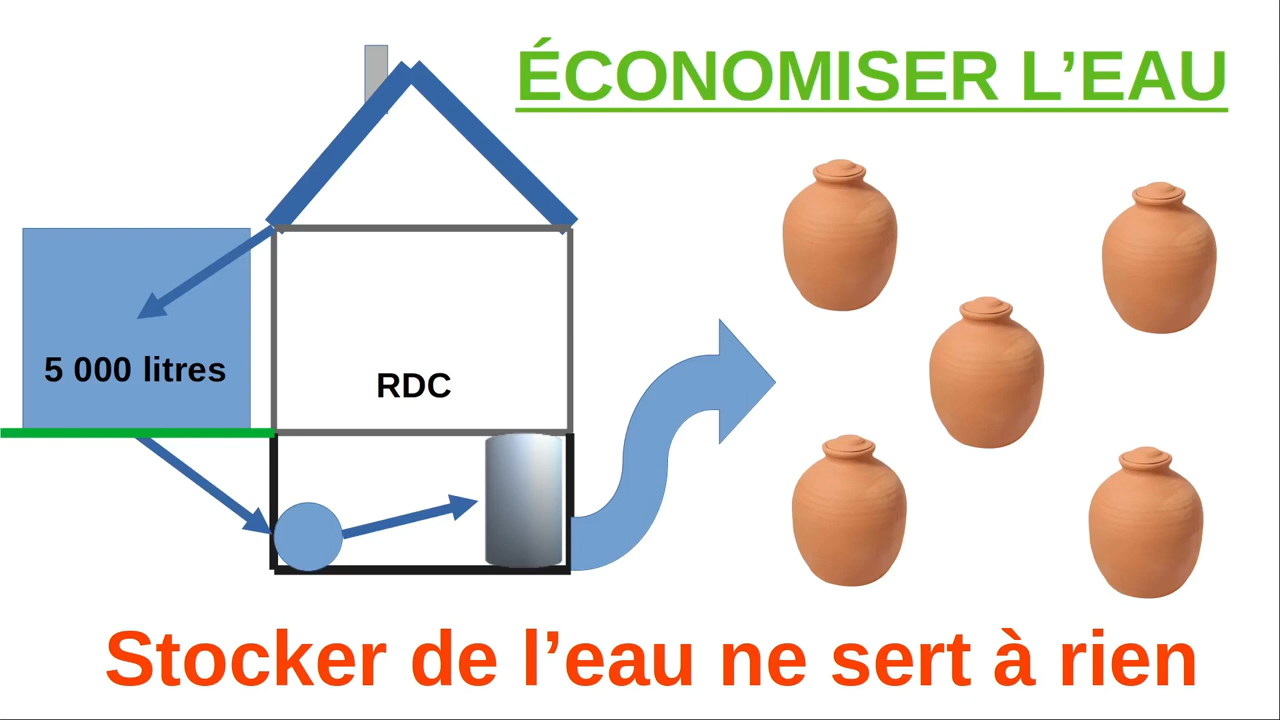 ÉCONOMISER L’EAU
5 000 litres
RDC
Stocker de l’eau ne sert à rien